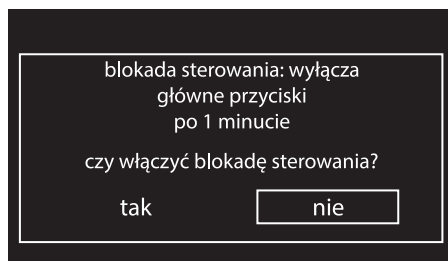 blokada sterowania: wyłącza
główne przyciski
po 1 minucie
czy włączyć blokadę sterowania?
tak nie